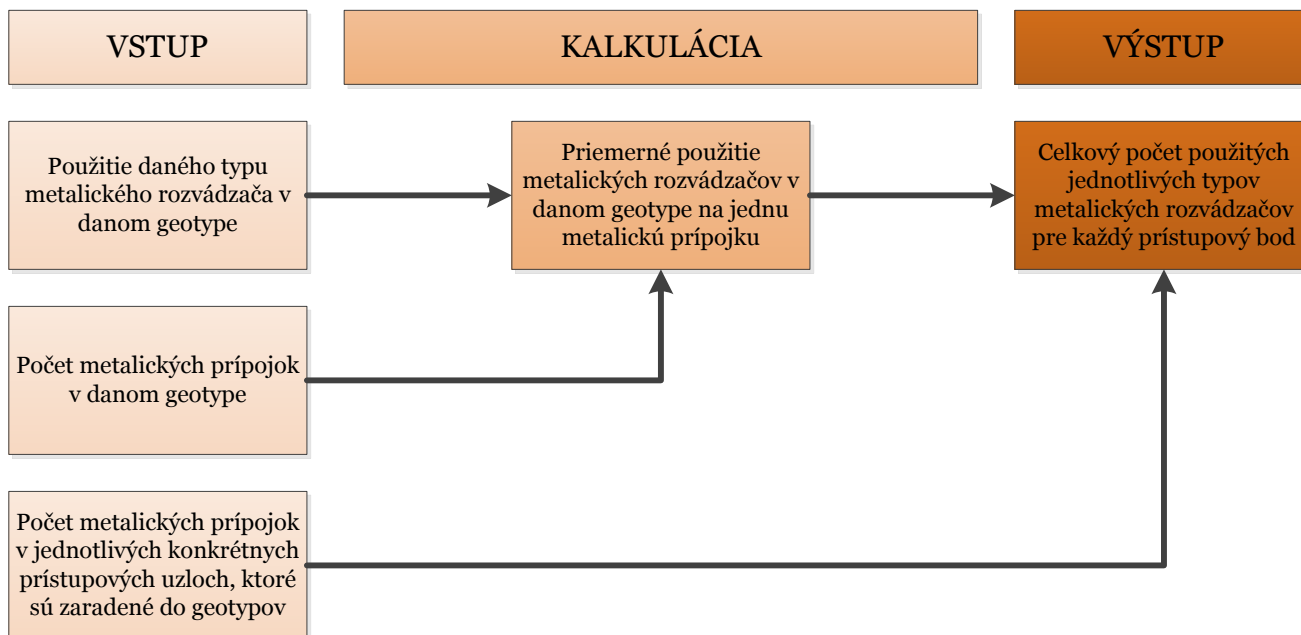 VSTUP
KALKULÁCIA
VÝSTUP
Použitie daného typu
metalického rozvádzača v
danom geotype
Priemerné použitie
metalických rozvádzačov v
danom geotype na jednu
metalickú prípojku
Celkový počet použitých
jednotlivých typov
metalických rozvádzačov
pre každý prístupový bod
Počet metalických prípojok
v danom geotype
Počet metalických prípojok
v jednotlivých konkrétnych
prístupových uzloch, ktoré
sú zaradené do geotypov